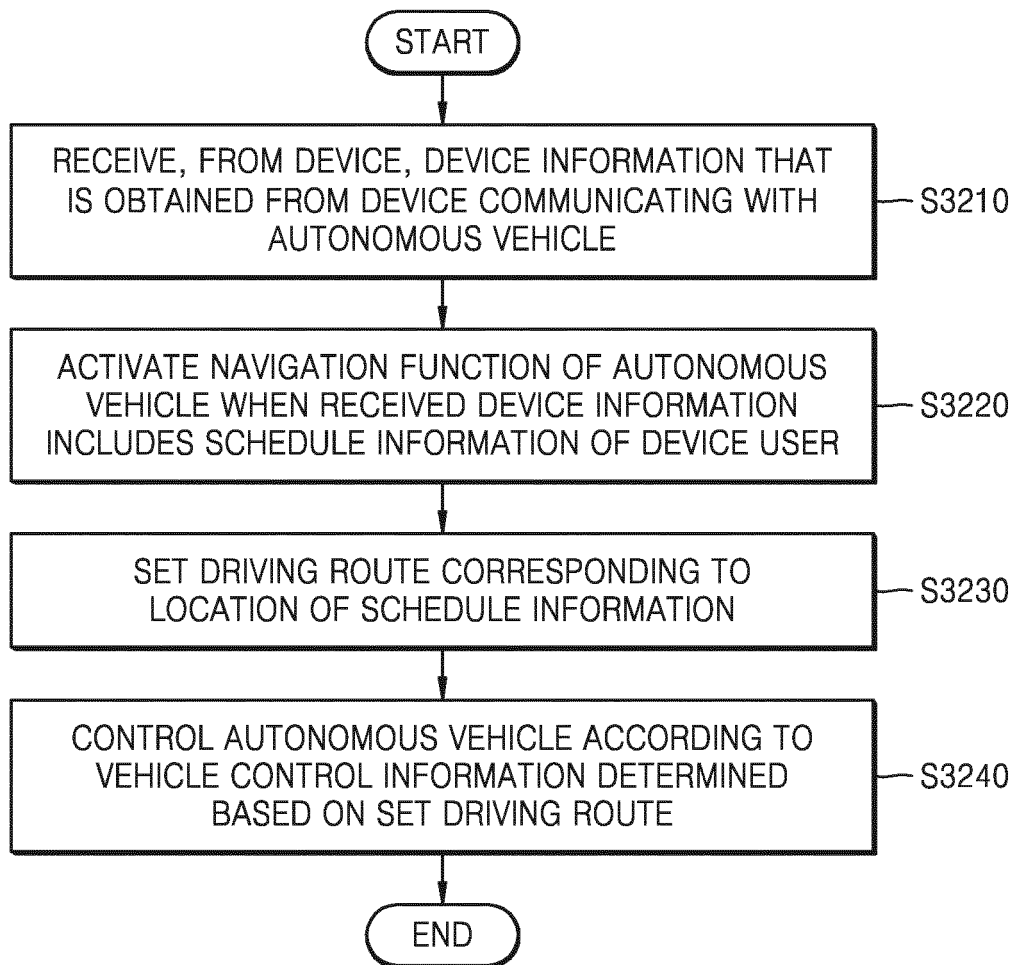 START
RECEIVE, FROM DEVICE, DEVICE INFORMATION THAT
IS OBTAINED FROM DEVICE COMMUNICATING WITH
AUTONOMOUS VEHICLE
S3210
ACTIVATE NAVIGATION FUNCTION OF AUTONOMOUS
VEHICLE WHEN RECEIVED DEVICE INFORMATION
INCLUDES SCHEDULE INFORMATION OF DEVICE USER
S3220
SET DRIVING ROUTE CORRESPONDING TO
LOCATION OF SCHEDULE INFORMATION
S3230
CONTROL AUTONOMOUS VEHICLE ACCORDING TO
VEHICLE CONTROL INFORMATION DETERMINED
BASED ON SET DRIVING ROUTE
S3240
END